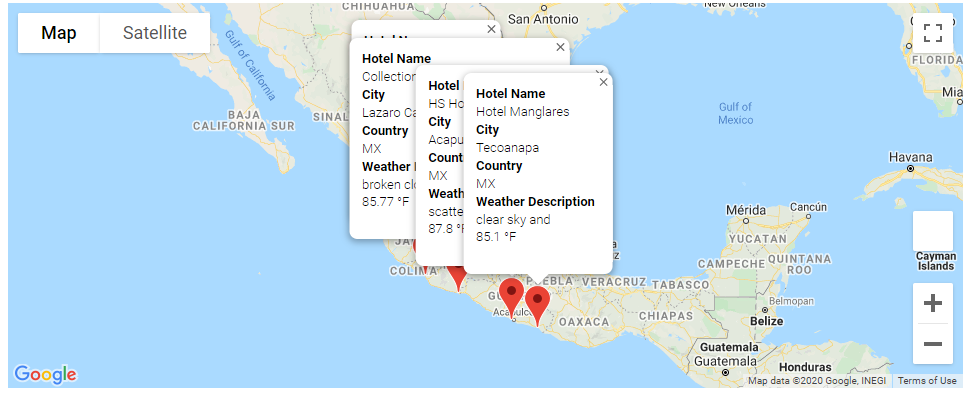 CHIHUAHUA
San Antonio
New Orleans
Map
Satellite
Gulf of
California
FLORIDA
Miami
BAJA
CALIFORNIA SUR
Gulf of
Mexico
Havana
Hotel Name
Collection
City
Lazaro Ca
Country
MX
Weather
broken clo
85.77 °F
Hotel
HS Ho
City
Acapu
Count
MX
Weath
scatte
87.8 °F
Hotel Name
Hotel Manglares
City
Tecoanapa
Country
MX
Weather Description
clear sky and
85.1 °F
COLIMA
PUEBLA
VERACRUZ
TABASCO
OAXACA
CHIAPAS
Mérida
Cancún
YUCATAN
CAMPECHE
QUINTANA
ROO
Cayman
Islands
Belmopan
Belize
Guatemala
Guatemala
Honduras
Google
Map data ©2020 Google, INEGI
Terms of Use